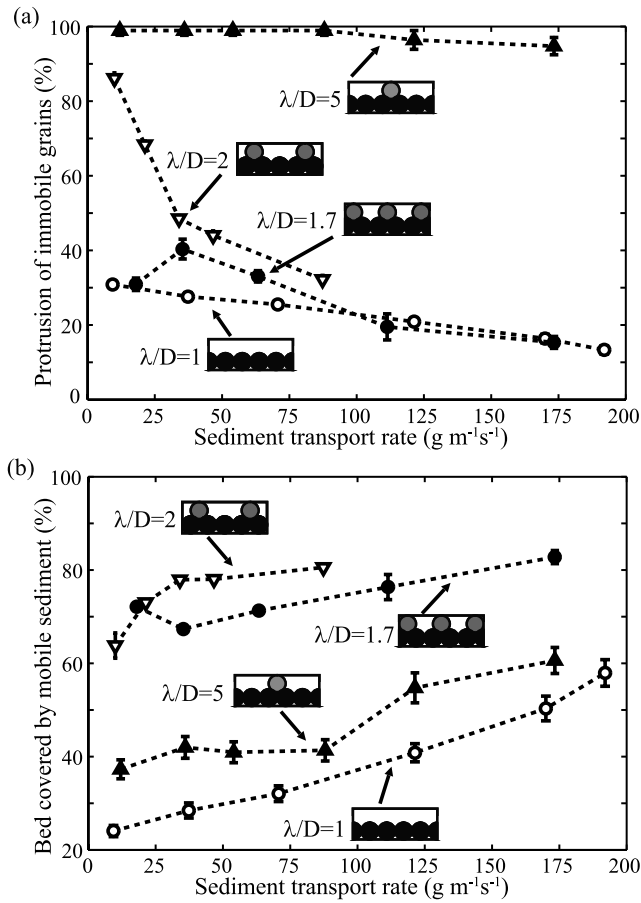 (a)
100
80
60
40
20
0
Protrusion of immobile grains (%)
λ/D=5
λ/D=2
λ/D=1.7
λ/D=1
0 25 50 75 100 125 150 175
Sediment transport rate (g m⁻¹s⁻¹)
(b)
100
80
60
40
20
Bed covered by mobile sediment (%)
λ/D=2
λ/D=1.7
λ/D=5
λ/D=1
0 25 50 75 100 125 150 175
Sediment transport rate (g m⁻¹s⁻¹)